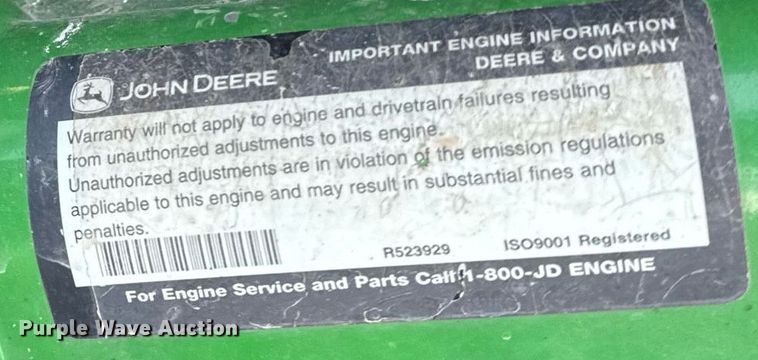 IMPORTANT ENGINE INFORMATION
DEERE & COMPANY
JOHN DEERE
Warranty will not apply to engine and drivetrain failures resulting
from unauthorized adjustments to this engine.
Unauthorized adjustments are in violation of the emission regulations
applicable to this engine and may result in substantial fines and
penalties.
R523929 ISO9001 Registered
For Engine Service and Parts Call 1-800-JD ENGINE
Purple Wave Auction